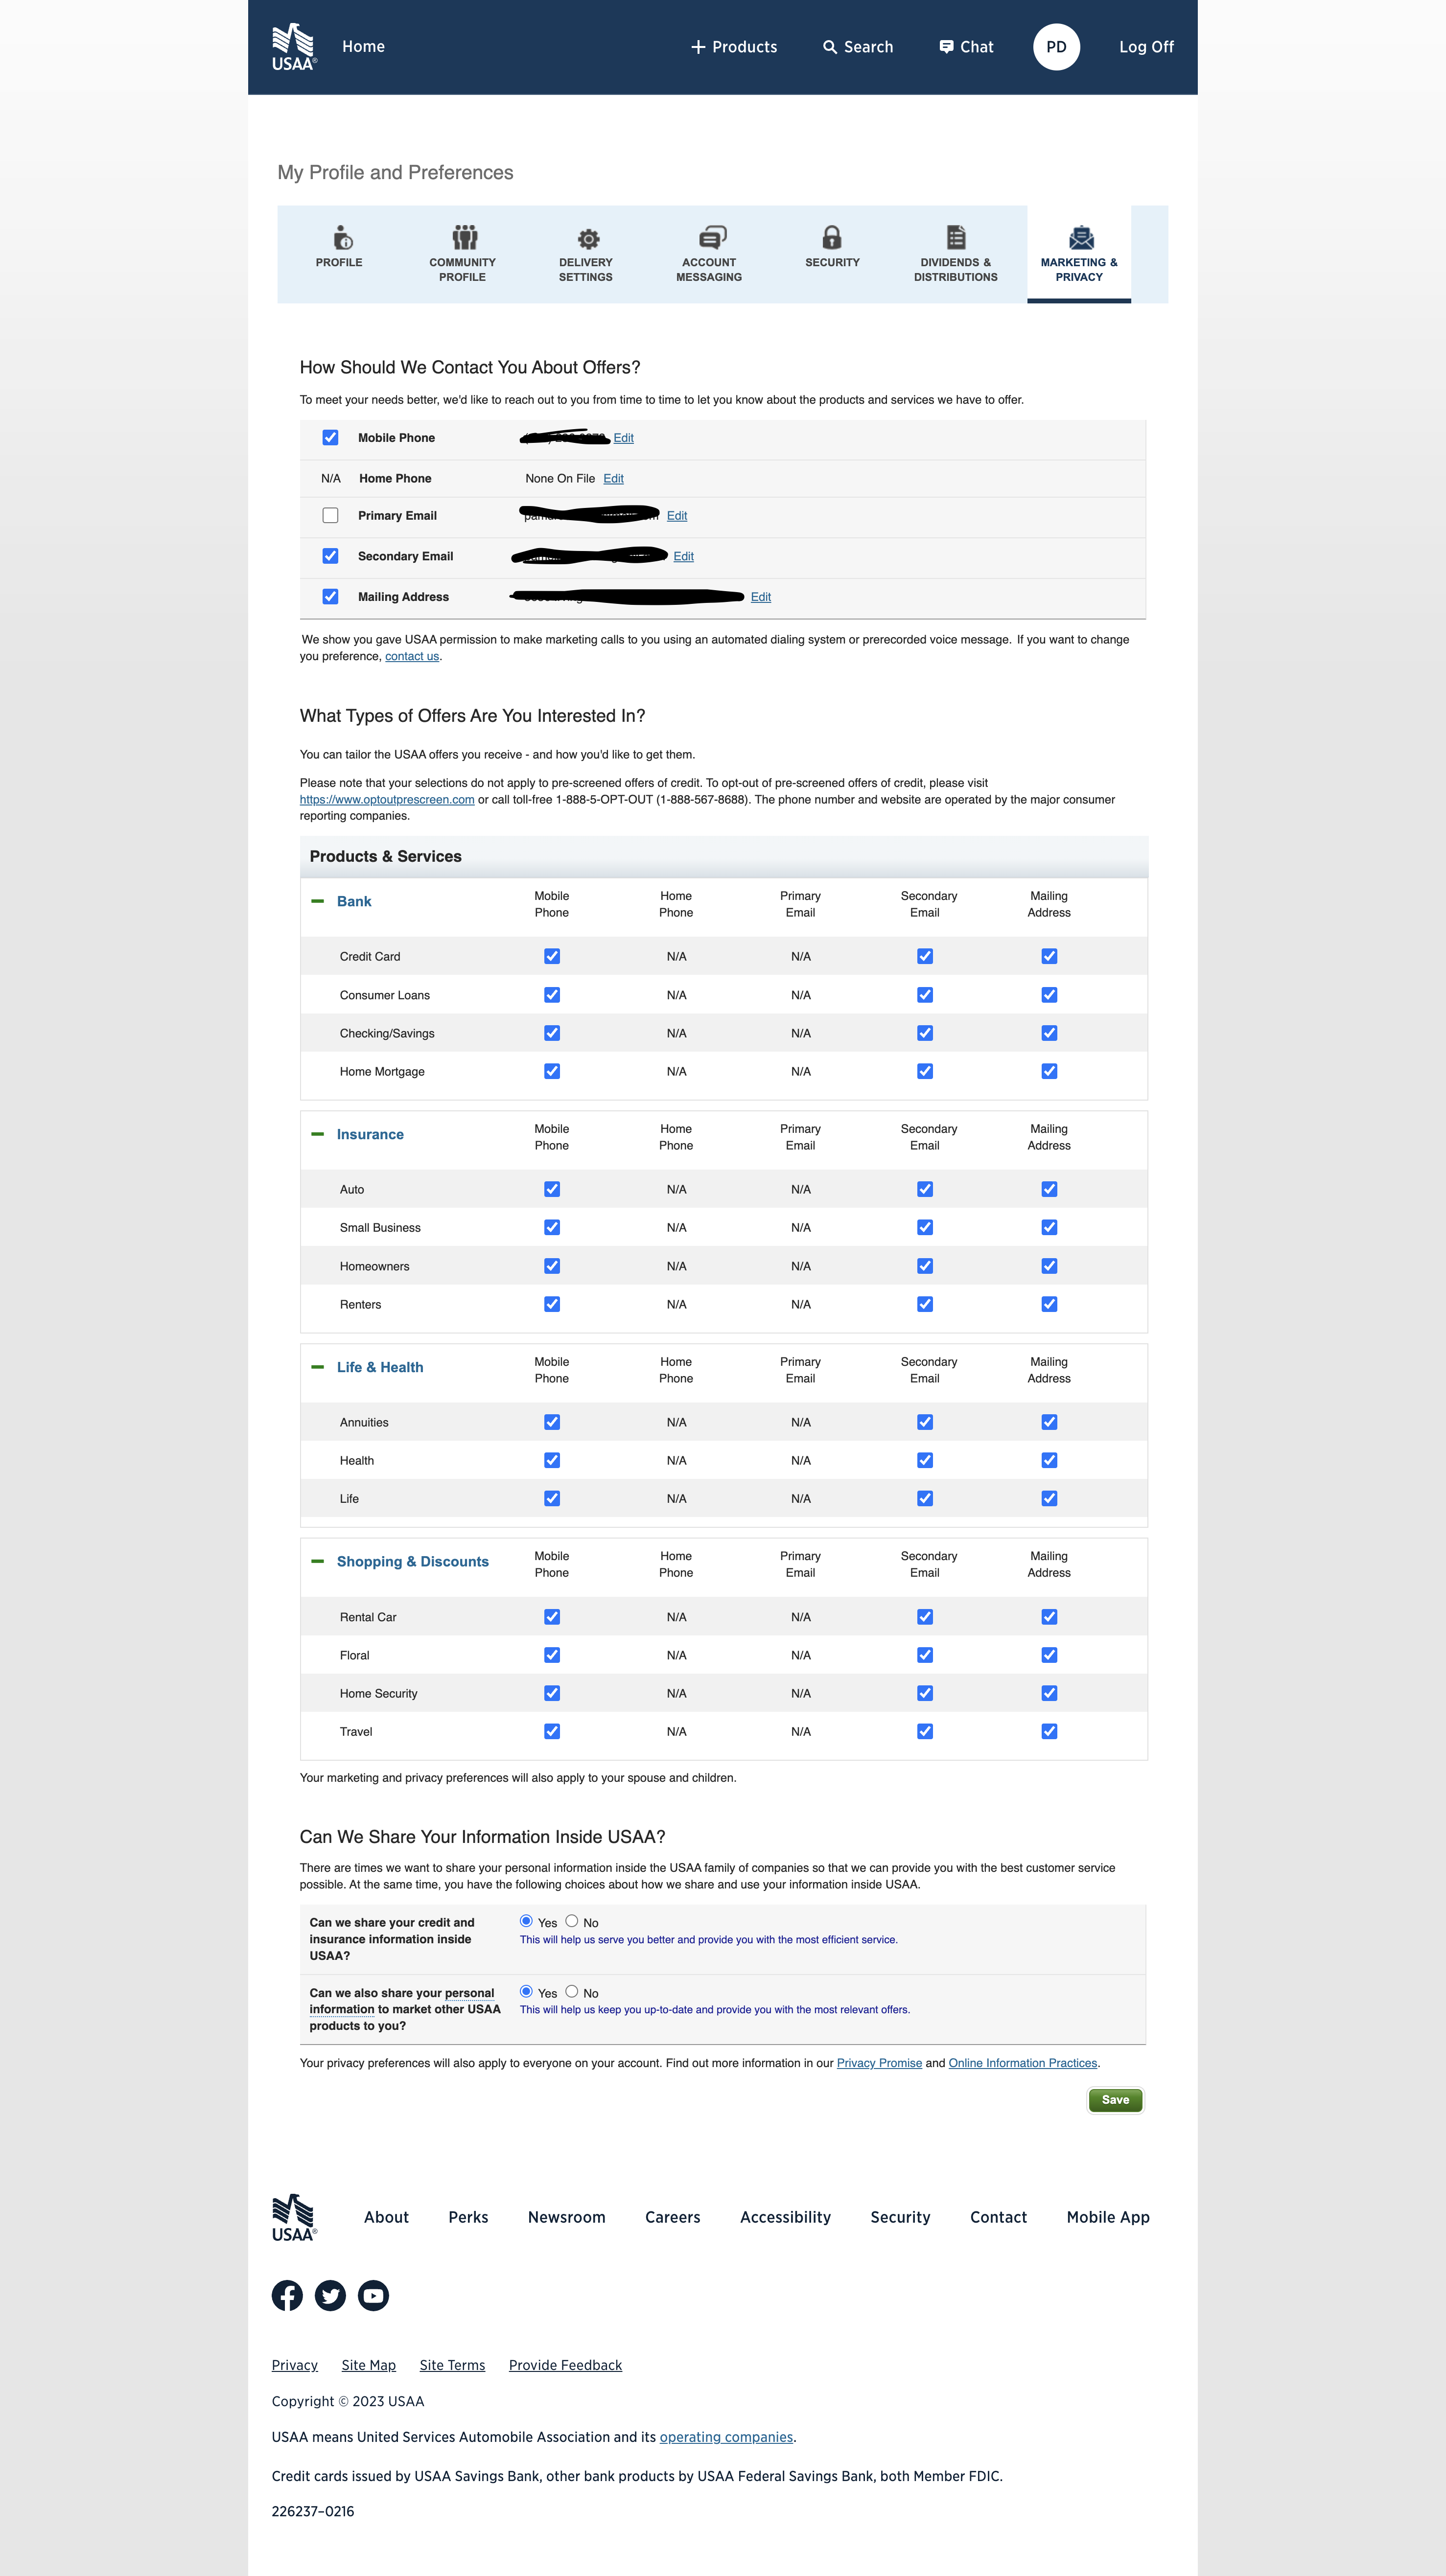 USAA®
Home
Products
Search
Chat
PD
Log Off
My Profile and Preferences
PROFILE
COMMUNITY
PROFILE
DELIVERY
SETTINGS
ACCOUNT
MESSAGING
SECURITY
DIVIDENDS &
DISTRIBUTIONS
MARKETING &
PRIVACY
How Should We Contact You About Offers?
To meet your needs better, we'd like to reach out to you from time to time to let you know about the products and services we have to offer.
Mobile Phone Edit
N/A Home Phone None On File Edit
Primary Email Edit
Secondary Email Edit
Mailing Address Edit
We show you gave USAA permission to make marketing calls to you using an automated dialing system or prerecorded voice message. If you want to change
you preference, contact us.
What Types of Offers Are You Interested In?
You can tailor the USAA offers you receive - and how you'd like to get them.
Please note that your selections do not apply to pre-screened offers of credit. To opt-out of pre-screened offers of credit, please visit
https://www.optoutprescreen.com or call toll-free 1-888-5-OPT-OUT (1-888-567-8688). The phone number and website are operated by the major consumer
reporting companies.
Products & Services
Bank
Mobile
Phone
Home
Phone
Primary
Email
Secondary
Email
Mailing
Address
Credit Card N/A N/A
Consumer Loans N/A N/A
Checking/Savings N/A N/A
Home Mortgage N/A N/A
Insurance
Mobile
Phone
Home
Phone
Primary
Email
Secondary
Email
Mailing
Address
Auto N/A N/A
Small Business N/A N/A
Homeowners N/A N/A
Renters N/A N/A
Life & Health
Mobile
Phone
Home
Phone
Primary
Email
Secondary
Email
Mailing
Address
Annuities N/A N/A
Health N/A N/A
Life N/A N/A
Shopping & Discounts
Mobile
Phone
Home
Phone
Primary
Email
Secondary
Email
Mailing
Address
Rental Car N/A N/A
Floral N/A N/A
Home Security N/A N/A
Travel N/A N/A
Your marketing and privacy preferences will also apply to your spouse and children.
Can We Share Your Information Inside USAA?
There are times we want to share your personal information inside the USAA family of companies so that we can provide you with the best customer service
possible. At the same time, you have the following choices about how we share and use your information inside USAA.
Can we share your credit and
insurance information inside
USAA?
Yes No
This will help us serve you better and provide you with the most efficient service.
Can we also share your personal
information to market other USAA
products to you?
Yes No
This will help us keep you up-to-date and provide you with the most relevant offers.
Your privacy preferences will also apply to everyone on your account. Find out more information in our Privacy Promise and Online Information Practices.
Save
USAA®
About
Perks
Newsroom
Careers
Accessibility
Security
Contact
Mobile App
Privacy
Site Map
Site Terms
Provide Feedback
Copyright © 2023 USAA
USAA means United Services Automobile Association and its operating companies.
Credit cards issued by USAA Savings Bank, other bank products by USAA Federal Savings Bank, both Member FDIC.
226237-0216